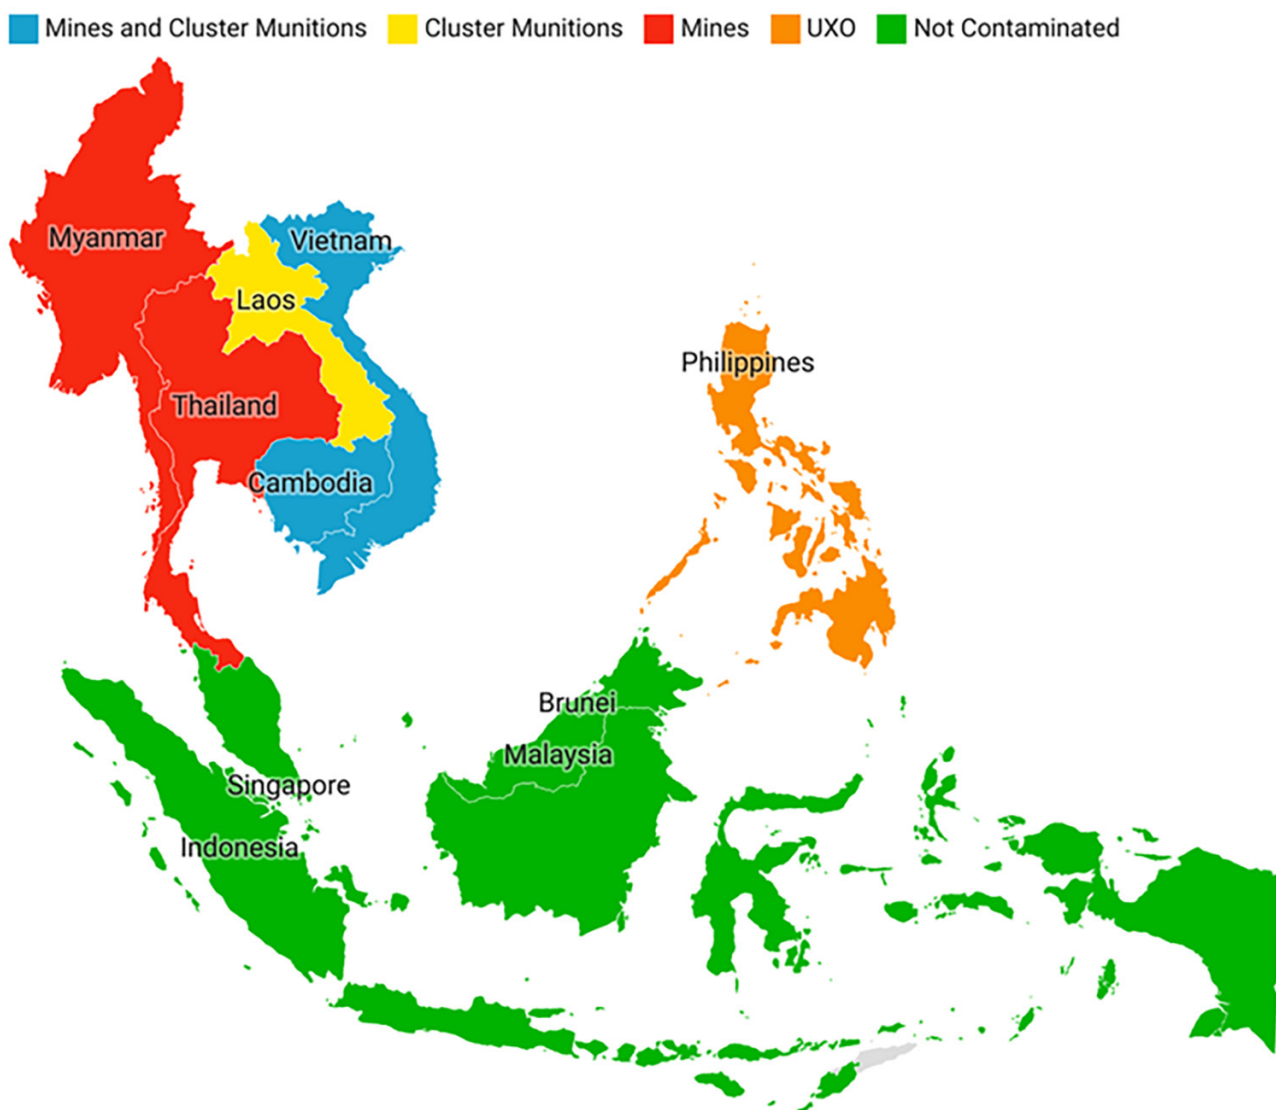 Mines and Cluster Munitions Cluster Munitions Mines UXO Not Contaminated
Myanmar
Vietnam
Laos
Philippines
Thailand
Cambodia
Brunei
Malaysia
Singapore
Indonesia